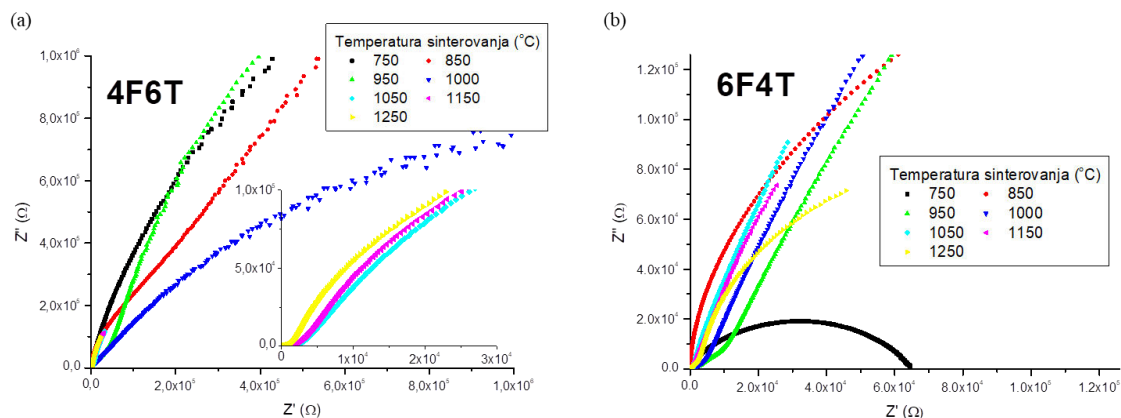 (a)
1,0x10⁶
8,0x10⁵
6,0x10⁵
4,0x10⁵
2,0x10⁵
0,0
Z'' (Ω)
4F6T
Temperatura sinterovanja (°C)
750 850
950 1000
1050 1150
1250
1,0x10⁵
5,0x10⁴
0,0
0 1x10⁴ 2x10⁴ 3x10⁴
0,0 2,0x10⁵ 4,0x10⁵ 6,0x10⁵ 8,0x10⁵ 1,0x10⁶
Z' (Ω)
(b)
1.2x10⁵
1.0x10⁵
8.0x10⁴
6.0x10⁴
4.0x10⁴
2.0x10⁴
0.0
Z'' (Ω)
6F4T
Temperatura sinterovanja (°C)
750 850
950 1000
1050 1150
1250
0.0 2.0x10⁴ 4.0x10⁴ 6.0x10⁴ 8.0x10⁴ 1.0x10⁵ 1.2x10⁵
Z' (Ω)